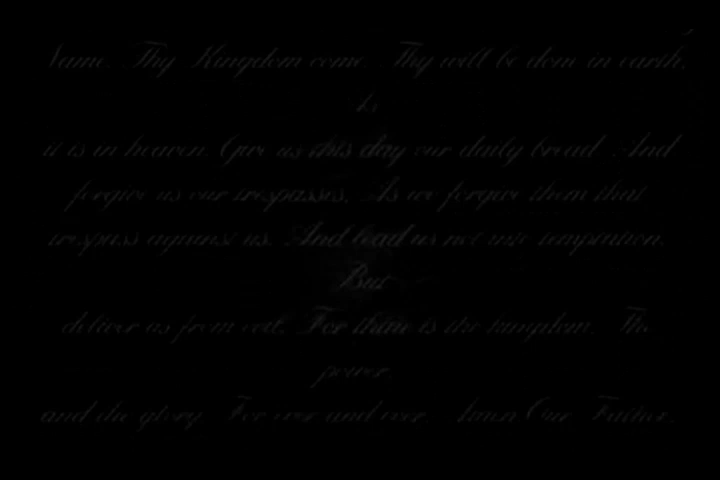 Name. Thy Kingdom come. Thy will be done in earth,
As
it is in heaven. Give us this day our daily bread. And
forgive us our trespasses. As we forgive them that
trespass against us. And lead us not into temptation.
But
deliver us from evil. For thine is the kingdom. The
power.
and the glory. For ever and ever. Amen Our